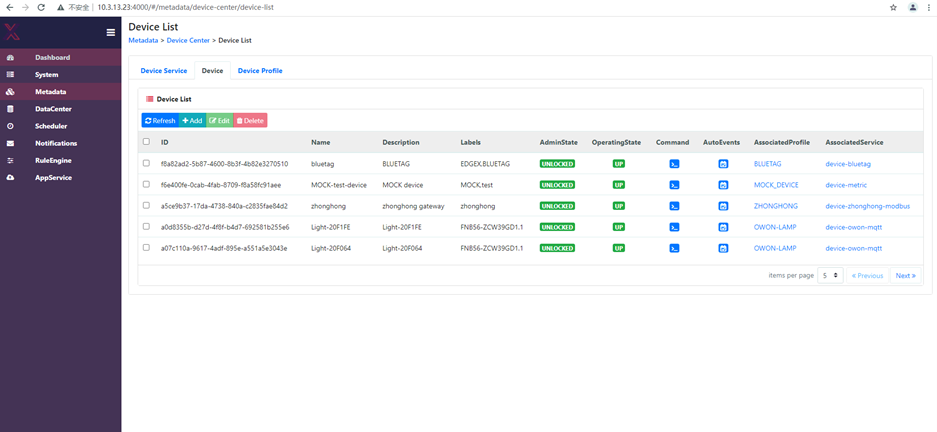 不安全 | 10.3.13.23:4000/#/metadata/device-center/device-list
Device List
Metadata > Device Center > Device List
Dashboard
System
Metadata
DataCenter
Scheduler
Notifications
RuleEngine
AppService
Device Service Device Device Profile
Device List
Refresh Add Edit Delete
ID Name Description Labels AdminState OperatingState Command AutoEvents AssociatedProfile AssociatedService
f8a82ad2-5b87-4600-8b3f-4b82e3270510 bluetag BLUETAG EDGEX.BLUETAG UNLOCKED UP BLUETAG device-bluetag
f6e400fe-0cab-4fab-8709-f8a58fc91aee MOCK-test-device MOCK device MOCK.test UNLOCKED UP MOCK_DEVICE device-metric
a5ce9b37-17da-4738-840a-c2835fae84d2 zhonghong zhonghong gateway zhonghong UNLOCKED UP ZHONGHONG device-zhonghong-modbus
a0d8355b-d27d-4f8f-b4d7-692581b255e6 Light-20F1FE Light-20F1FE FNB56-ZCW39GD1.1 UNLOCKED UP OWON-LAMP device-owon-mqtt
a07c110a-9617-4adf-895e-a551a5e3043e Light-20F064 Light-20F064 FNB56-ZCW39GD1.1 UNLOCKED UP OWON-LAMP device-owon-mqtt
items per page 5 « Previous Next »